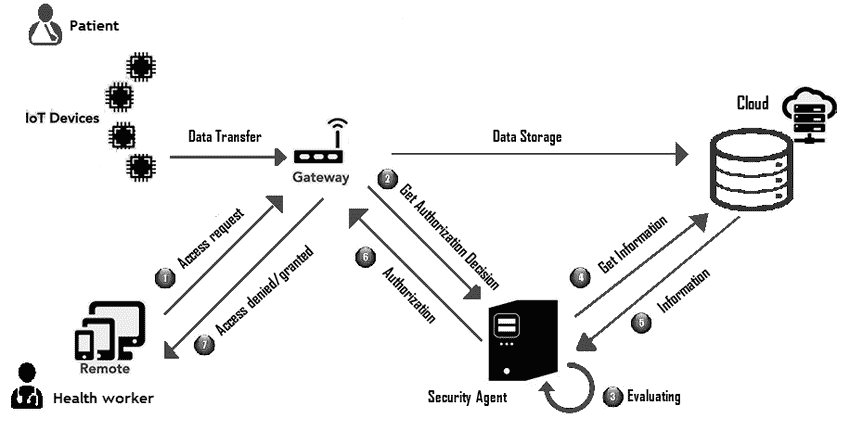 Patient
IoT Devices
Data Transfer
Gateway
Data Storage
Cloud
1 Access request
2 Get Authorization Decision
3 Evaluating
4 Get Information
5 Information
6 Authorization
7 Access denied/granted
Security Agent
Remote
Health worker